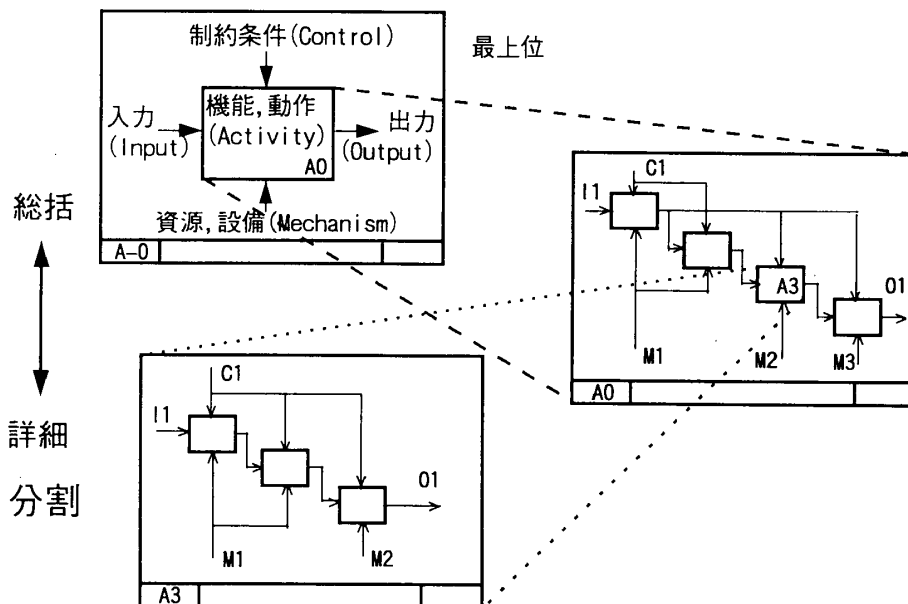 制約条件(Control)
最上位
入力
(Input)
機能,動作
(Activity)
A0
出力
(Output)
資源,設備(Mechanism)
A-0
総括
詳細
分割
C1
I1
A3
O1
M1
M2
M3
A0
C1
I1
O1
M1
M2
A3